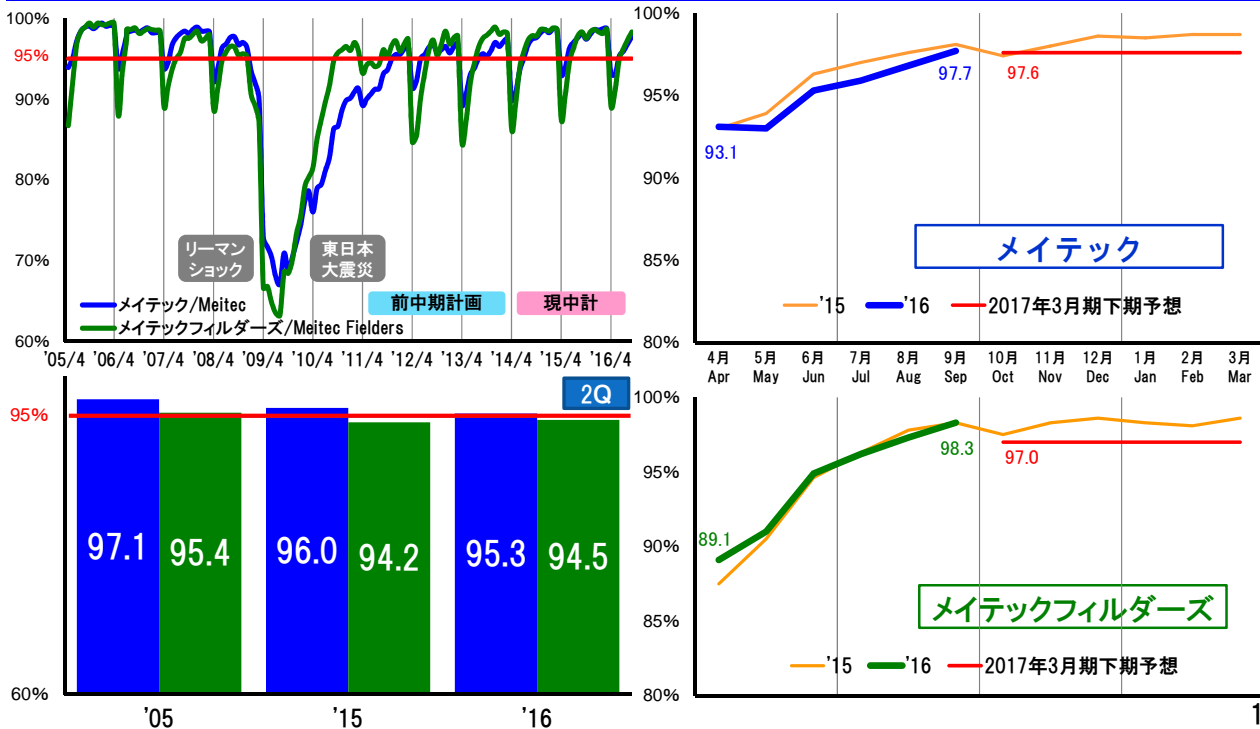 100%
95%
90%
80%
70%
60%
リーマン
ショック
東日本
大震災
前中期計画
現中計
メイテック/Meitec
メイテックフィルダーズ/Meitec Fielders
'05/4 '06/4 '07/4 '08/4 '09/4 '10/4 '11/4 '12/4 '13/4 '14/4 '15/4 '16/4
100%
95%
90%
85%
80%
93.1
97.7
97.6
メイテック
'15 '16 2017年3月期下期予想
4月 5月 6月 7月 8月 9月 10月 11月 12月 1月 2月 3月
Apr May Jun Jul Aug Sep Oct Nov Dec Jan Feb Mar
2Q
95%
60%
97.1 95.4 96.0 94.2 95.3 94.5
'05 '15 '16
100%
95%
90%
85%
80%
89.1
98.3
97.0
メイテックフィルダーズ
'15 '16 2017年3月期下期予想